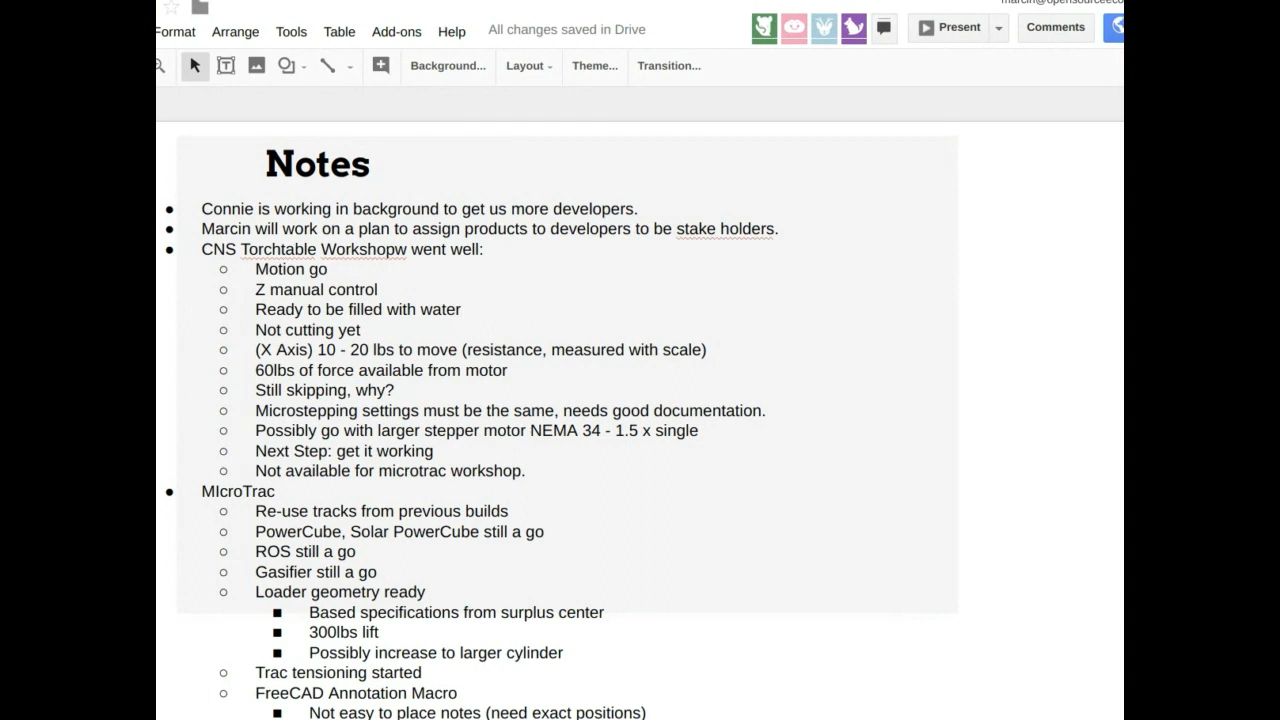 Format Arrange Tools Table Add-ons Help All changes saved in Drive Present Comments
Background... Layout Theme... Transition...
Notes
● Connie is working in background to get us more developers.
● Marcin will work on a plan to assign products to developers to be stake holders.
● CNS Torchtable Workshopw went well:
○ Motion go
○ Z manual control
○ Ready to be filled with water
○ Not cutting yet
○ (X Axis) 10 - 20 lbs to move (resistance, measured with scale)
○ 60lbs of force available from motor
○ Still skipping, why?
○ Microstepping settings must be the same, needs good documentation.
○ Possibly go with larger stepper motor NEMA 34 - 1.5 x single
○ Next Step: get it working
○ Not available for microtrac workshop.
● MIcroTrac
○ Re-use tracks from previous builds
○ PowerCube, Solar PowerCube still a go
○ ROS still a go
○ Gasifier still a go
○ Loader geometry ready
■ Based specifications from surplus center
■ 300lbs lift
■ Possibly increase to larger cylinder
○ Trac tensioning started
○ FreeCAD Annotation Macro
■ Not easy to place notes (need exact positions)